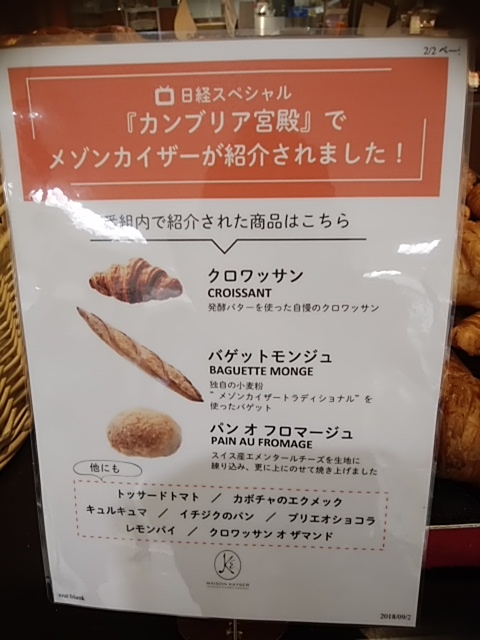 2/2 ペー
日経スペシャル
『カンブリア宮殿』で
メゾンカイザーが紹介されました！
番組内で紹介された商品はこちら
クロワッサン
CROISSANT
発酵バターを使った自慢のクロワッサン
バゲットモンジュ
BAGUETTE MONGE
独自の小麦粉
"メゾンカイザートラディショナル"を
使ったバゲット
パン オ フロマージュ
PAIN AU FROMAGE
スイス産エメンタールチーズを生地に
練り込み、更に上にのせて焼き上げました
他にも
トッサードトマト ／ カボチャのエクメック
キュルキュマ ／ イチジクのパン ／ ブリエオショコラ
レモンパイ ／ クロワッサン オ ザマンド
MAISON KAYSER
2018/09/2